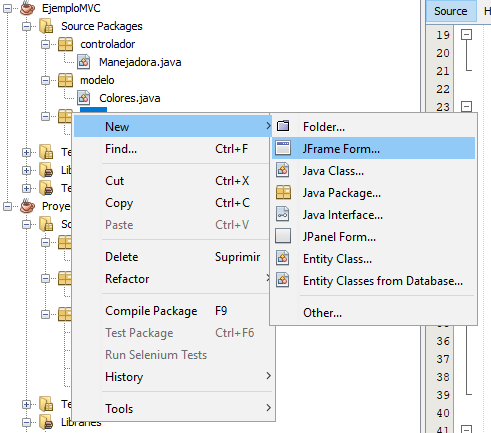 EjemploMVC
Source Packages
controlador
Manejadora.java
modelo
Colores.java
Te
Lib
Te
Proye
So
Te
Libraries
New
Find... Ctrl+F
Cut Ctrl+X
Copy Ctrl+C
Paste Ctrl+V
Delete Suprimir
Refactor
Compile Package F9
Test Package Ctrl+F6
Run Selenium Tests
History
Tools
Folder...
JFrame Form...
Java Class...
Java Package...
Java Interface...
JPanel Form...
Entity Class...
Entity Classes from Database...
Other...
Source H
19
20
21
22
23
35
36
37
38
39
40
41